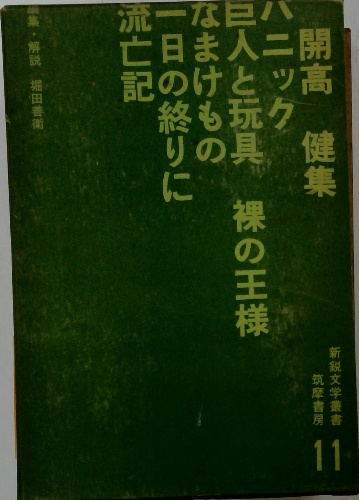 開高 健集
パニック
巨人と玩具 裸の王様
なまけもの
一日の終りに
流亡記
編集・解説 堀田善衛
新鋭文学叢書
筑摩書房
11